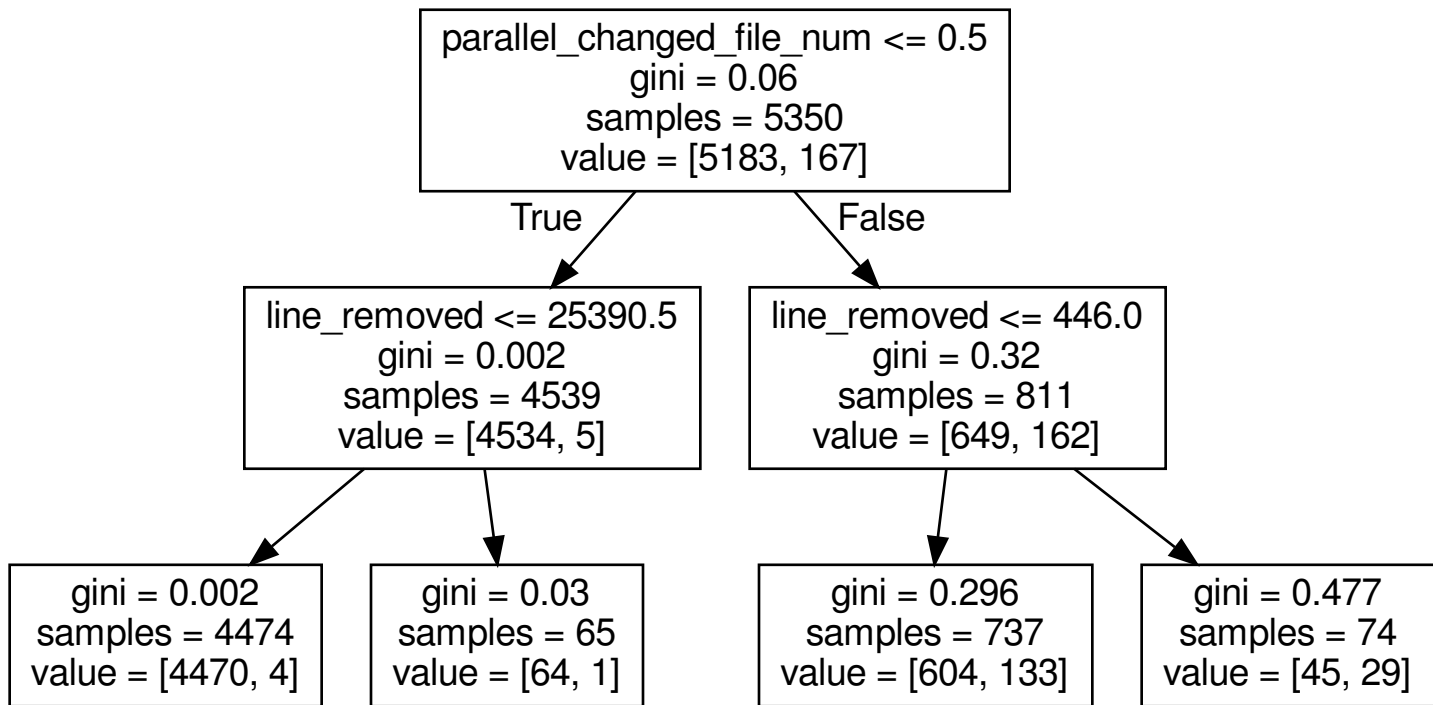 parallel_changed_file_num <= 0.5
gini = 0.06
samples = 5350
value = [5183, 167]
True
False
line_removed <= 25390.5
gini = 0.002
samples = 4539
value = [4534, 5]
line_removed <= 446.0
gini = 0.32
samples = 811
value = [649, 162]
gini = 0.002
samples = 4474
value = [4470, 4]
gini = 0.03
samples = 65
value = [64, 1]
gini = 0.296
samples = 737
value = [604, 133]
gini = 0.477
samples = 74
value = [45, 29]